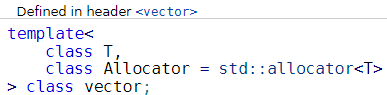 Defined in header <vector>
template<
    class T,
    class Allocator = std::allocator<T>
> class vector;